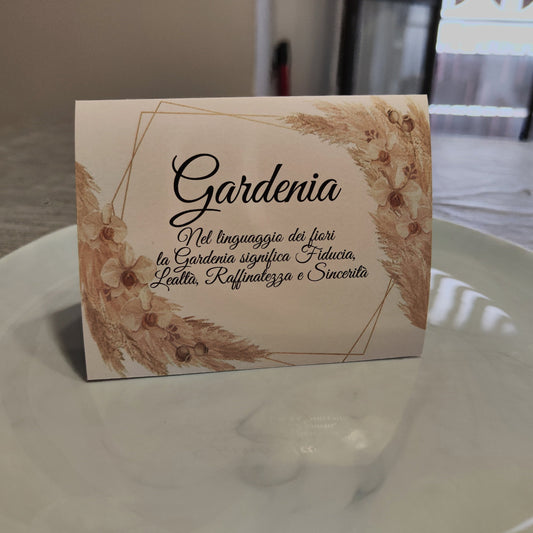 Gardenia
Nel linguaggio dei fiori
la Gardenia significa Fiducia,
Lealtà, Raffinatezza e Sincerità